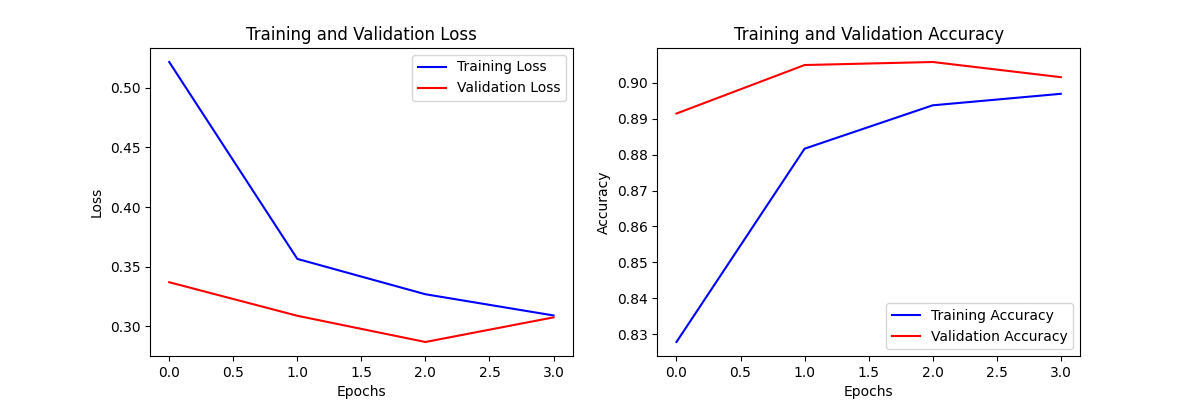 Training and Validation Loss
Training Loss
Validation Loss
Loss
0.50
0.45
0.40
0.35
0.30
0.0 0.5 1.0 1.5 2.0 2.5 3.0
Epochs
Training and Validation Accuracy
Accuracy
0.90
0.89
0.88
0.87
0.86
0.85
0.84
0.83
Training Accuracy
Validation Accuracy
0.0 0.5 1.0 1.5 2.0 2.5 3.0
Epochs